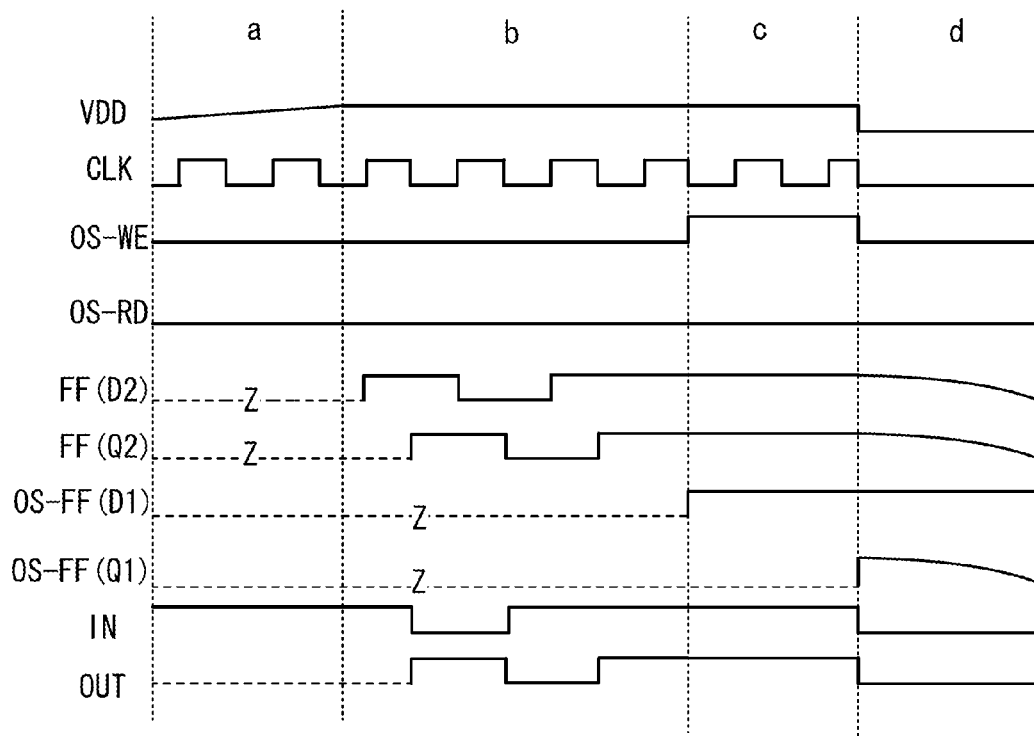 a b c d
VDD
CLK
OS-WE
OS-RD
FF(D2) Z
FF(Q2) Z
OS-FF(D1) Z
OS-FF(Q1) Z
IN
OUT